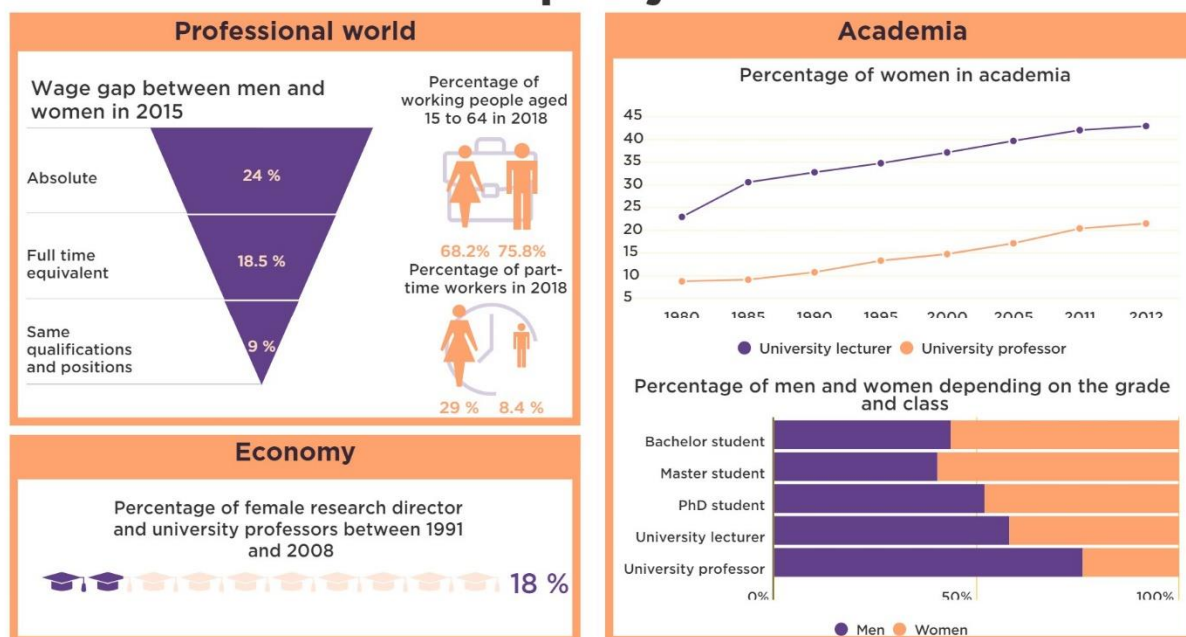 Professional world
Wage gap between men and
women in 2015
Absolute
24 %
Full time
equivalent
18.5 %
Same
qualifications
and positions
9 %
Percentage of
working people aged
15 to 64 in 2018
68.2% 75.8%
Percentage of part-
time workers in 2018
29 % 8.4 %
Economy
Percentage of female research director
and university professors between 1991
and 2008
18 %
Academia
Percentage of women in academia
45
40
35
30
25
20
15
10
5
1980 1985 1990 1995 2000 2005 2011 2012
University lecturer University professor
Percentage of men and women depending on the grade
and class
Bachelor student
Master student
PhD student
University lecturer
University professor
0% 50% 100%
Men Women